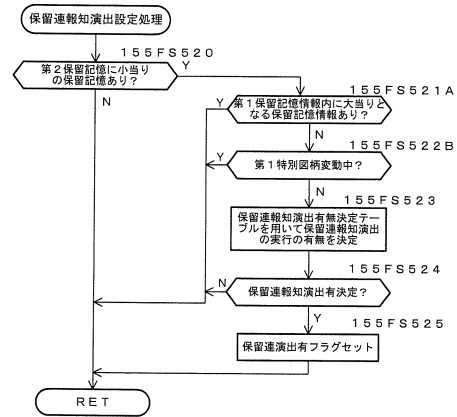 保留連報知演出設定処理
155FS520
第2保留記憶に小当り
の保留記憶あり?
Y
N
155FS521A
第1保留記憶情報内に大当りと
なる保留記憶情報あり?
Y
N
155FS522B
第1特別図柄変動中?
Y
N
155FS523
保留連報知演出有無決定テー
ブルを用いて保留連報知演出
の実行の有無を決定
155FS524
保留連報知演出有決定?
N
Y
155FS525
保留連演出有フラグセット
RET